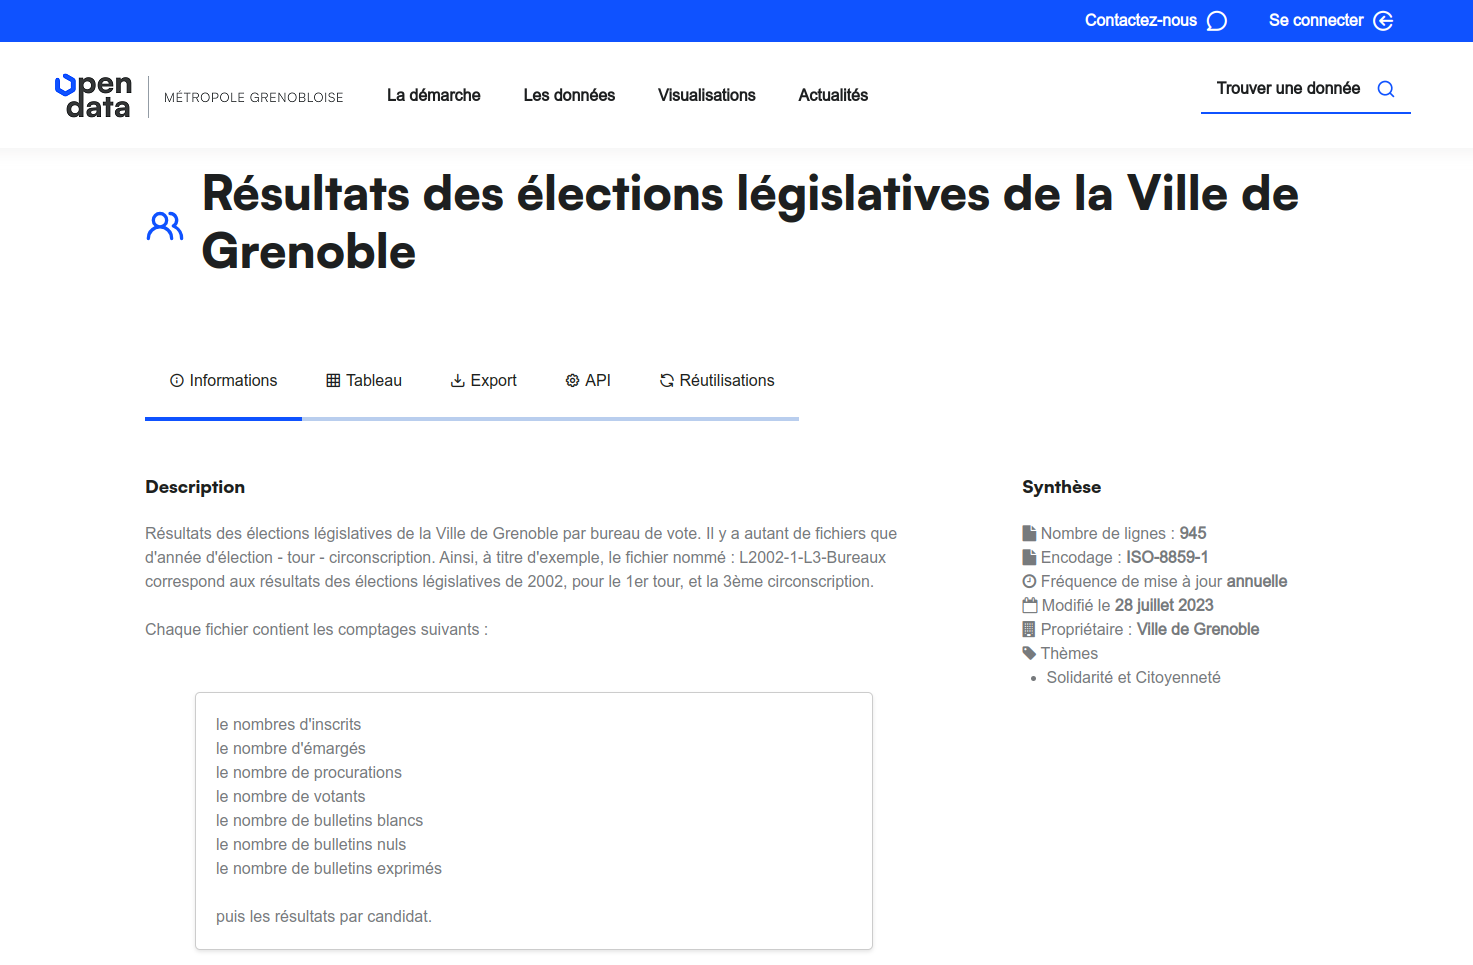 Contactez-nous
Se connecter
open
data
MÉTROPOLE GRENOBLOISE
La démarche
Les données
Visualisations
Actualités
Trouver une donnée
Résultats des élections législatives de la Ville de
Grenoble
Informations
Tableau
Export
API
Réutilisations
Description
Résultats des élections législatives de la Ville de Grenoble par bureau de vote. Il y a autant de fichiers que
d'année d'élection - tour - circonscription. Ainsi, à titre d'exemple, le fichier nommé : L2002-1-L3-Bureaux
correspond aux résultats des élections législatives de 2002, pour le 1er tour, et la 3ème circonscription.
Chaque fichier contient les comptages suivants :
le nombres d'inscrits
le nombre d'émargés
le nombre de procurations
le nombre de votants
le nombre de bulletins blancs
le nombre de bulletins nuls
le nombre de bulletins exprimés
puis les résultats par candidat.
Synthèse
Nombre de lignes : 945
Encodage : ISO-8859-1
Fréquence de mise à jour annuelle
Modifié le 28 juillet 2023
Propriétaire : Ville de Grenoble
Thèmes
• Solidarité et Citoyenneté